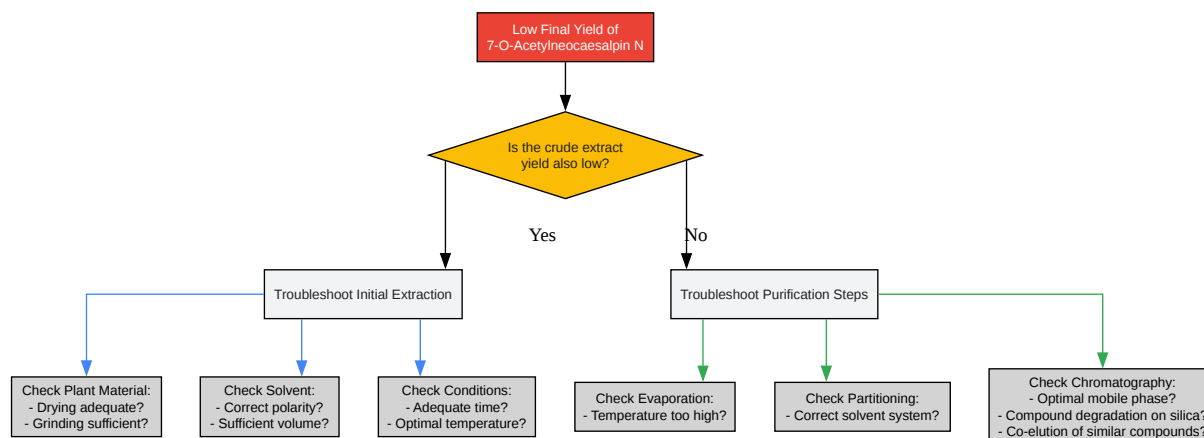 Low Final Yield of
7-O-Acetylneocaesalpin N
Is the crude extract
yield also low?
Yes
No
Troubleshoot Initial Extraction
Troubleshoot Purification Steps
Check Plant Material:
- Drying adequate?
- Grinding sufficient?
Check Solvent:
- Correct polarity?
- Sufficient volume?
Check Conditions:
- Adequate time?
- Optimal temperature?
Check Evaporation:
- Temperature too high?
Check Partitioning:
- Correct solvent system?
Check Chromatography:
- Optimal mobile phase?
- Compound degradation on silica?
- Co-elution of similar compounds?